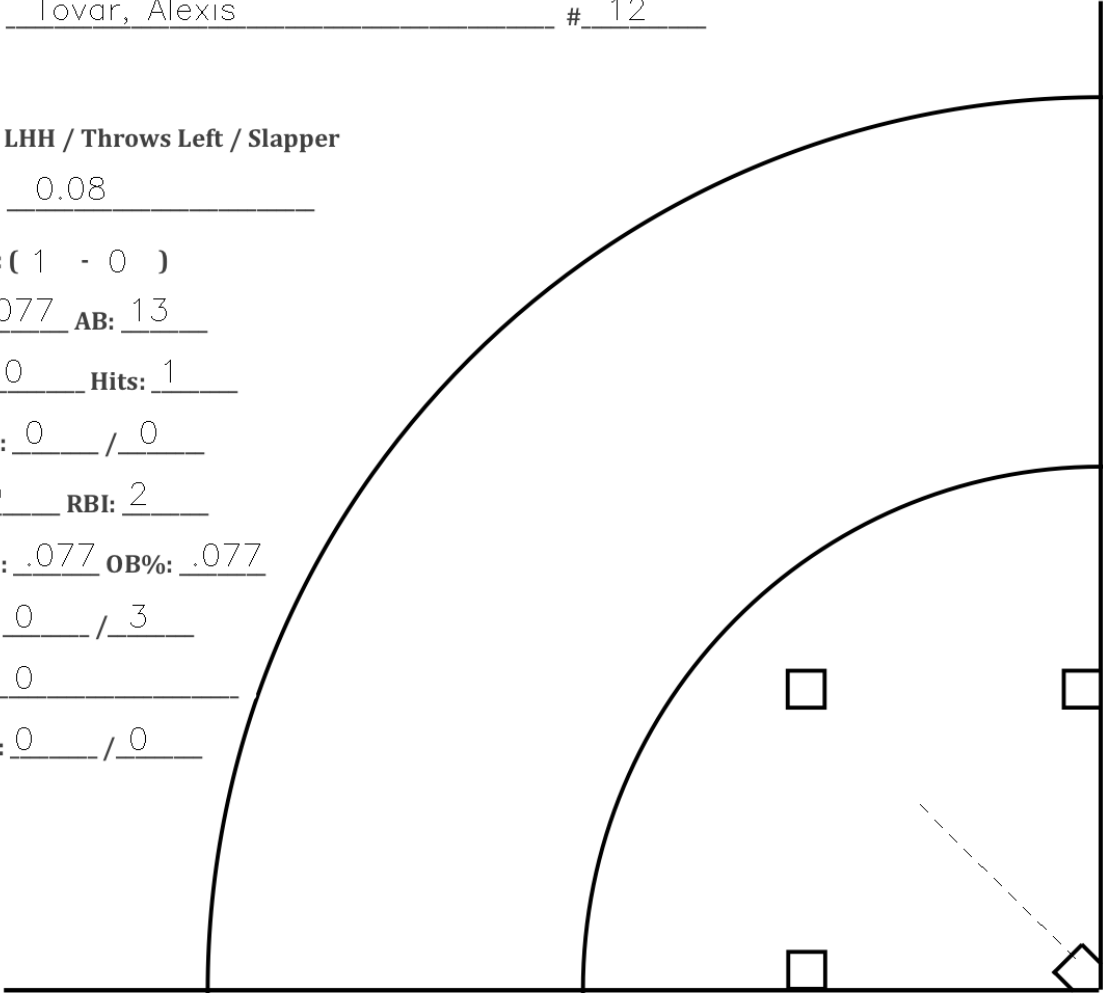 Tovar, Alexis # 12
LHH / Throws Left / Slapper
0.08
( 1 - 0 )
077 AB: 13
0 Hits: 1
: 0 / 0
RBI: 2
: .077 OB%: .077
0 / 3
0
: 0 / 0